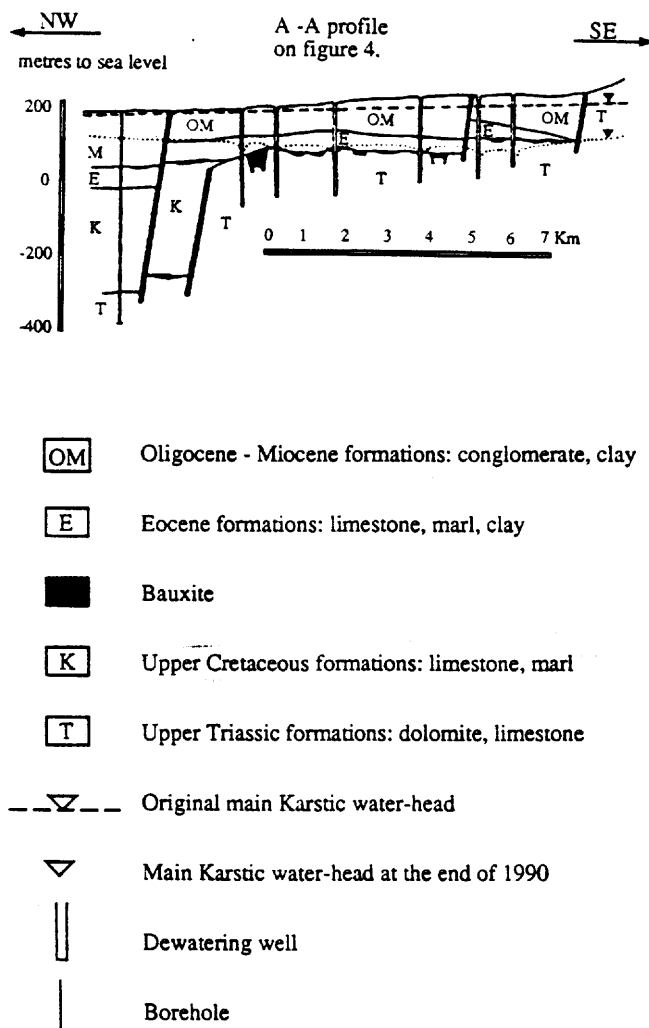 NW
A -A profile
on figure 4.
SE
metres to sea level
200
0
-200
-400
OM OM OM T
M E E
E K T T T
K
T
0 1 2 3 4 5 6 7 Km
OM Oligocene - Miocene formations: conglomerate, clay
E Eocene formations: limestone, marl, clay
Bauxite
K Upper Cretaceous formations: limestone, marl
T Upper Triassic formations: dolomite, limestone
Original main Karstic water-head
Main Karstic water-head at the end of 1990
Dewatering well
Borehole